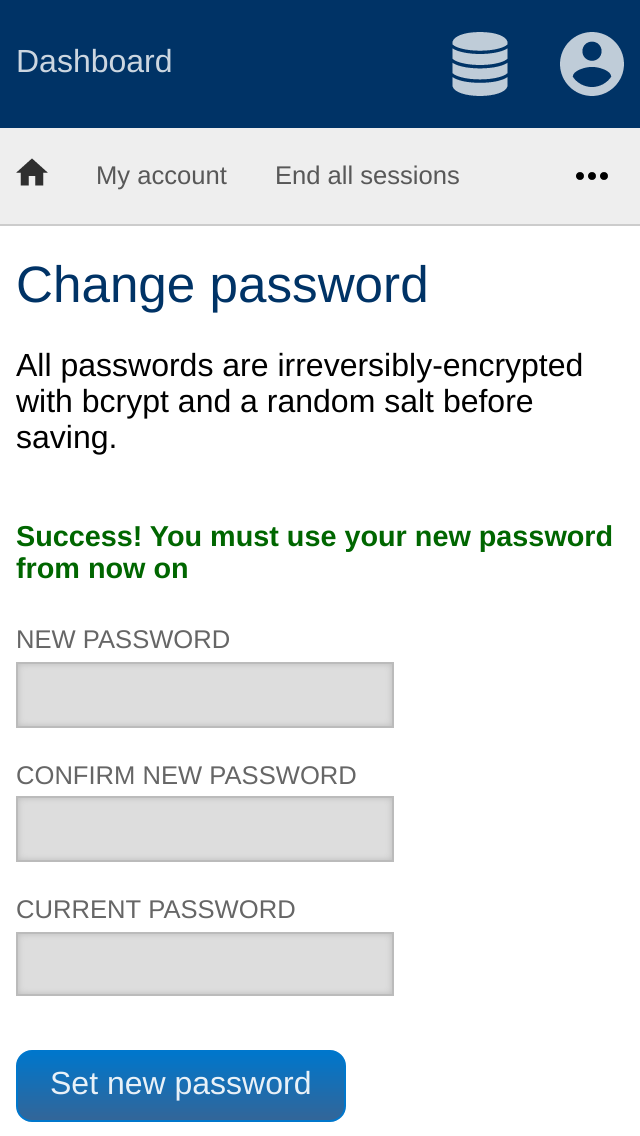 Dashboard
My account
End all sessions
Change password
All passwords are irreversibly-encrypted
with bcrypt and a random salt before
saving.
Success! You must use your new password
from now on
NEW PASSWORD
CONFIRM NEW PASSWORD
CURRENT PASSWORD
Set new password